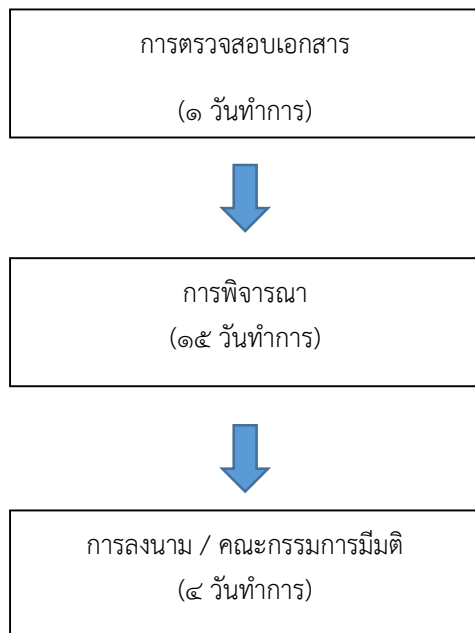 การตรวจสอบเอกสาร
(๑ วันทำการ)
การพิจารณา
(๑๕ วันทำการ)
การลงนาม / คณะกรรมการมีมติ
(๔ วันทำการ)